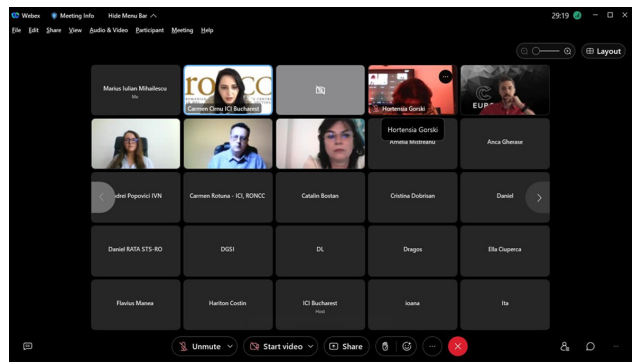 Webex Meeting Info Hide Menu Bar 29:19
File Edit Share View Audio & Video Participant Meeting Help
Layout
Marius Iulian Mihailescu
Me
Carmen Cirnu ICI Bucharest
Hortensia Gorski
EUR
Hortensia Gorski
Amelia Mistreanu
Anca Gherase
drei Popovici IVN
Carmen Rotuna - ICI, RONCC
Catalin Bostan
Cristina Dobrisan
Daniel
Daniel RATA STS-RO
DGSI
DL
Dragos
Ella Ciuperca
Flavius Manea
Hariton Costin
ICI Bucharest
Host
ioana
Ita
Unmute Start video Share